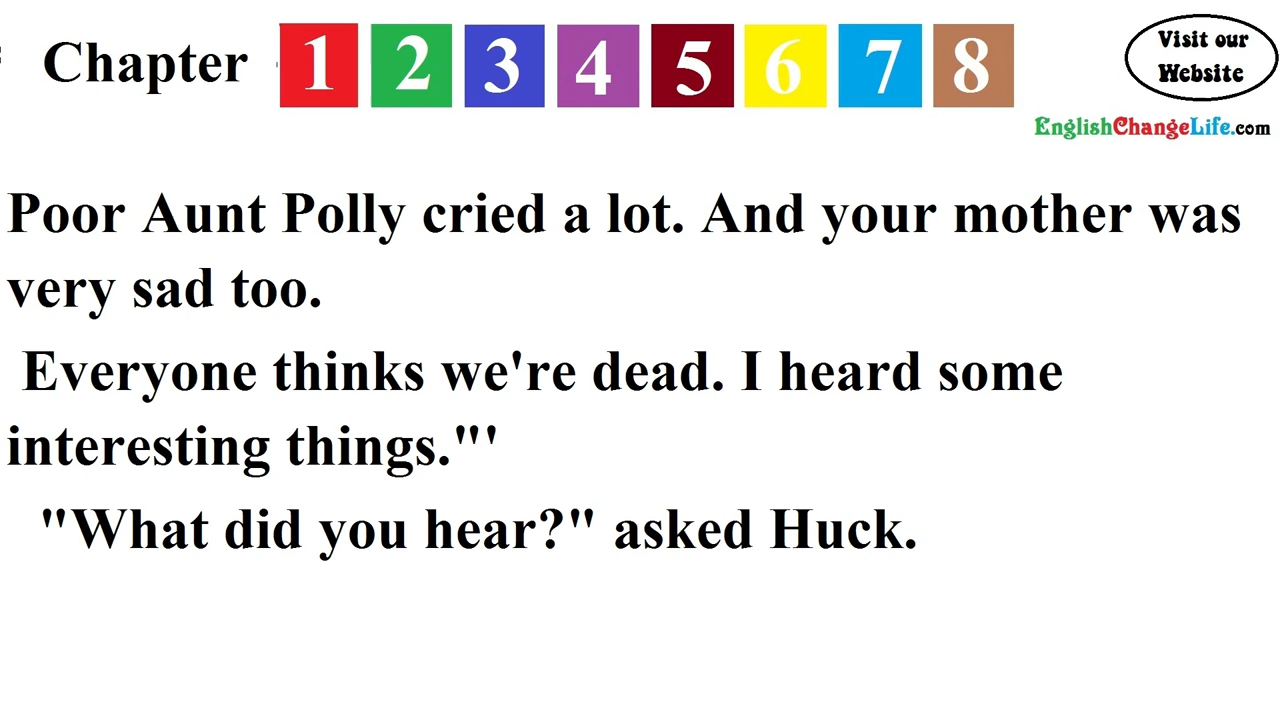 Chapter 1 2 3 4 5 6 7 8
Visit our
Website
EnglishChangeLife.com
Poor Aunt Polly cried a lot. And your mother was
very sad too.
Everyone thinks we're dead. I heard some
interesting things."'
"What did you hear?" asked Huck.